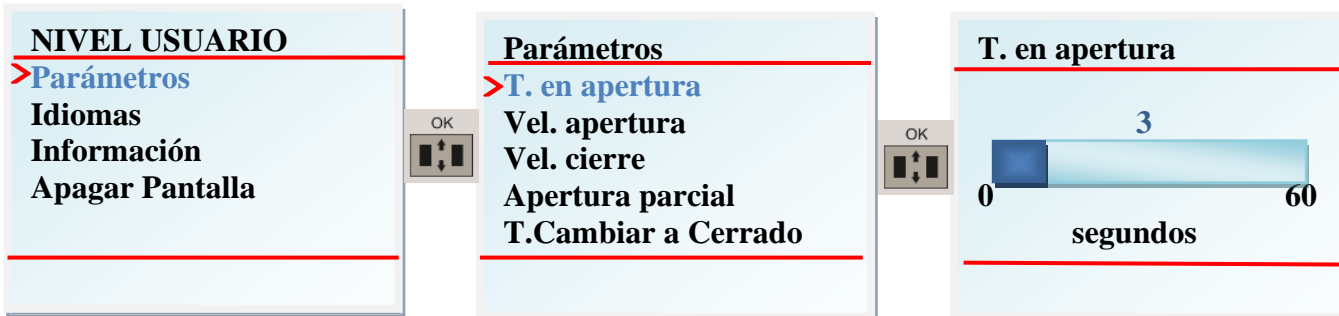 NIVEL USUARIO
>Parámetros
Idiomas
Información
Apagar Pantalla
OK
Parámetros
>T. en apertura
Vel. apertura
Vel. cierre
Apertura parcial
T.Cambiar a Cerrado
OK
T. en apertura
3
0 60
segundos